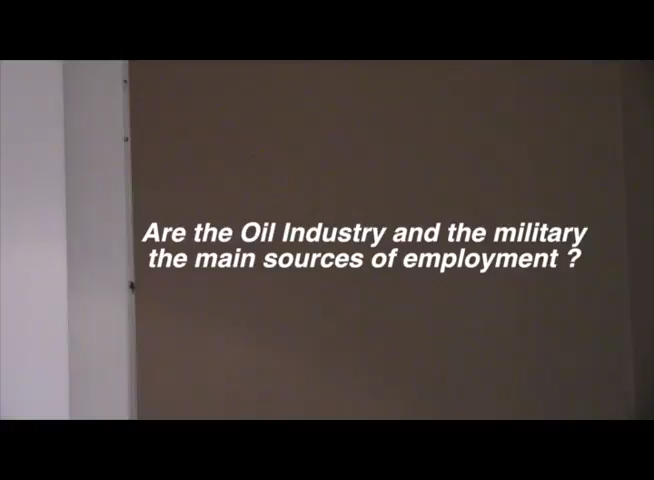 Are the Oil Industry and the military
the main sources of employment ?